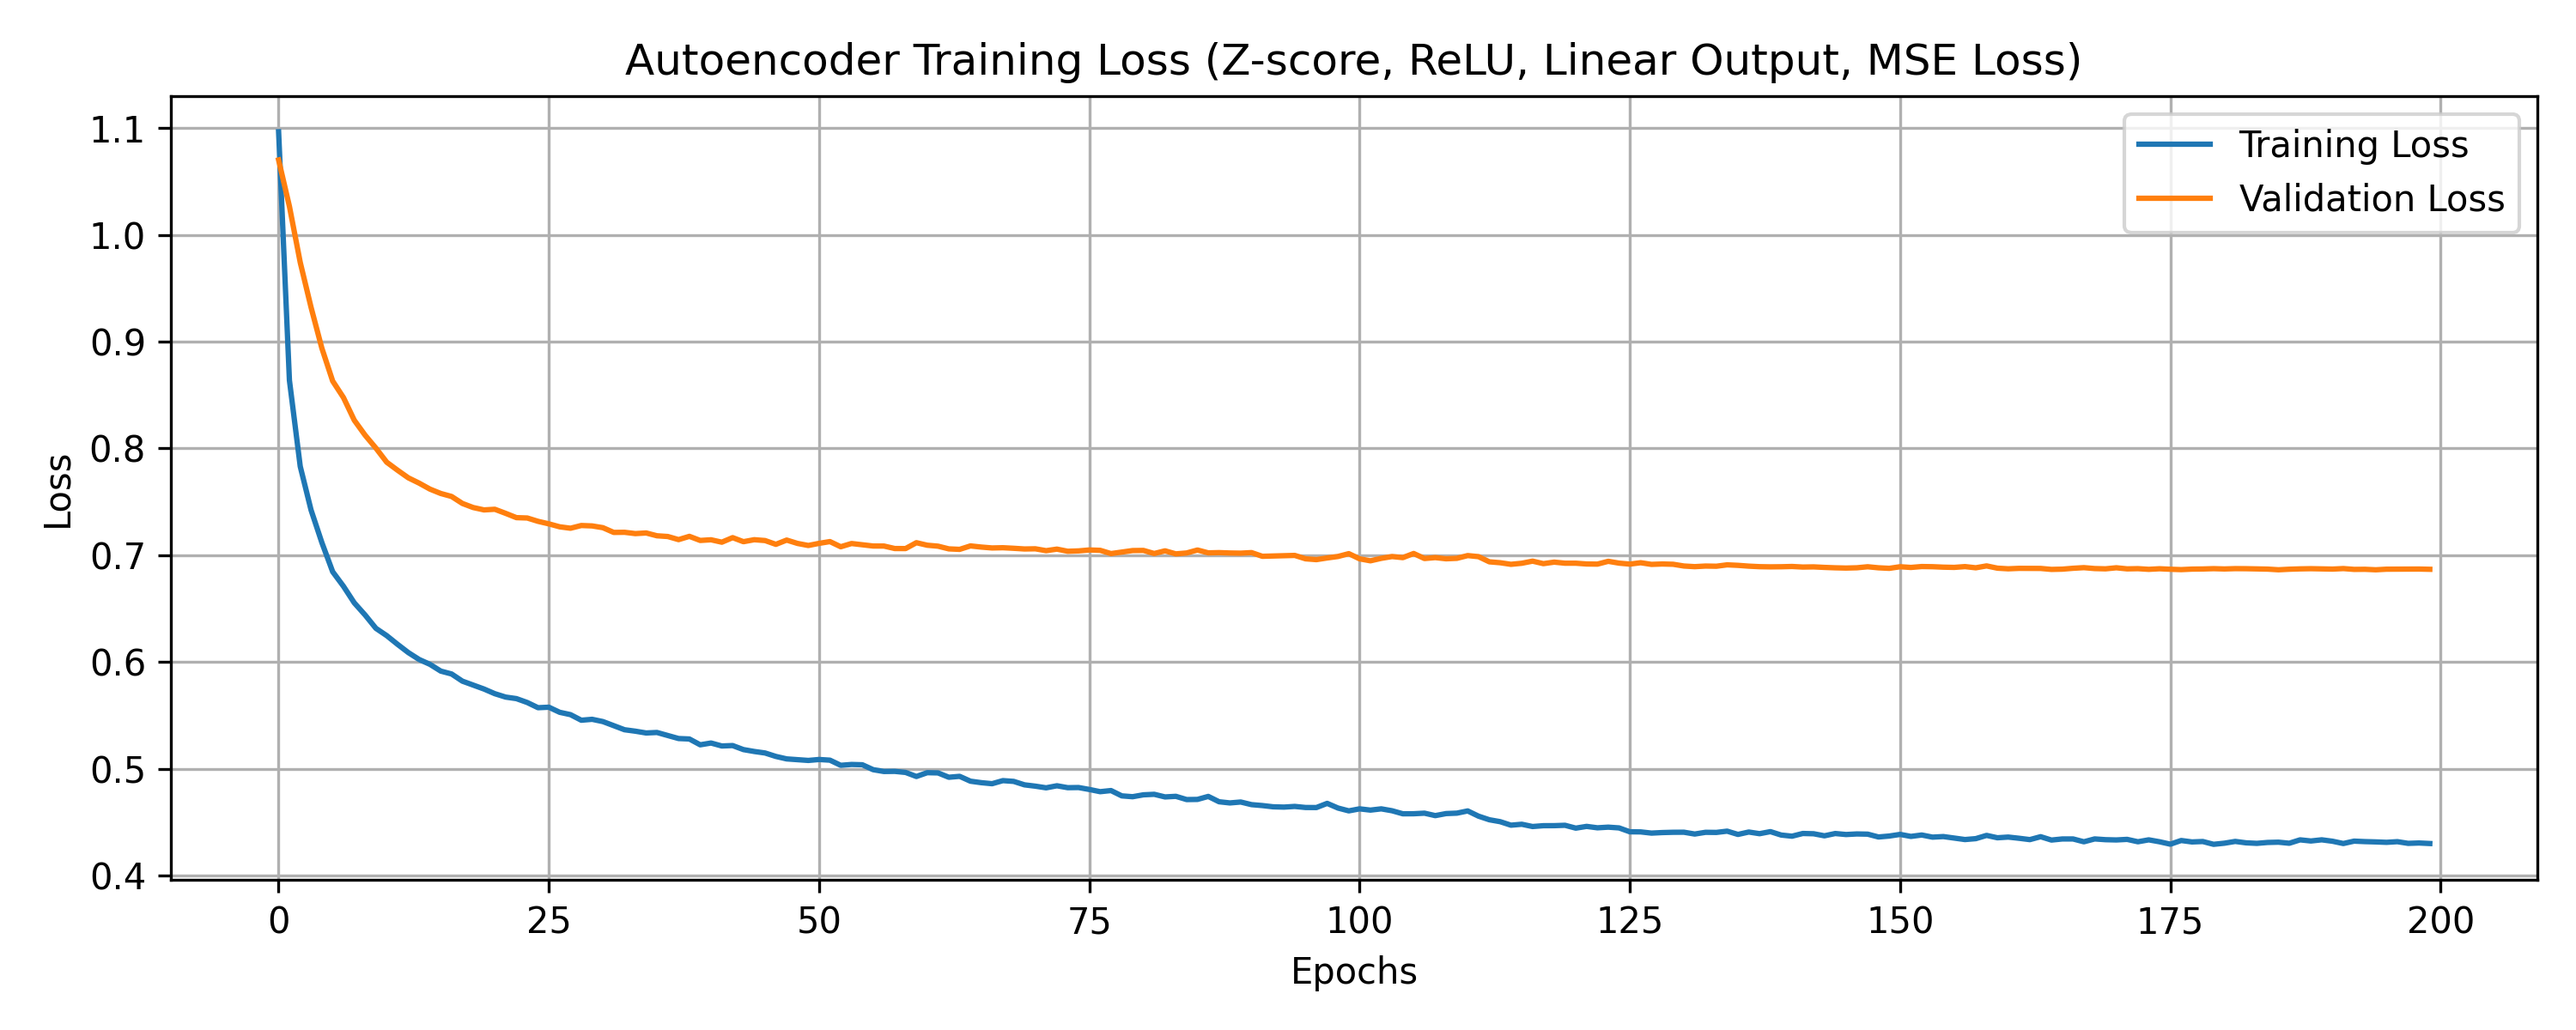 Autoencoder Training Loss (Z-score, ReLU, Linear Output, MSE Loss)
Training Loss
Validation Loss
1.1
1.0
0.9
0.8
0.7
0.6
0.5
0.4
Loss
0 25 50 75 100 125 150 175 200
Epochs